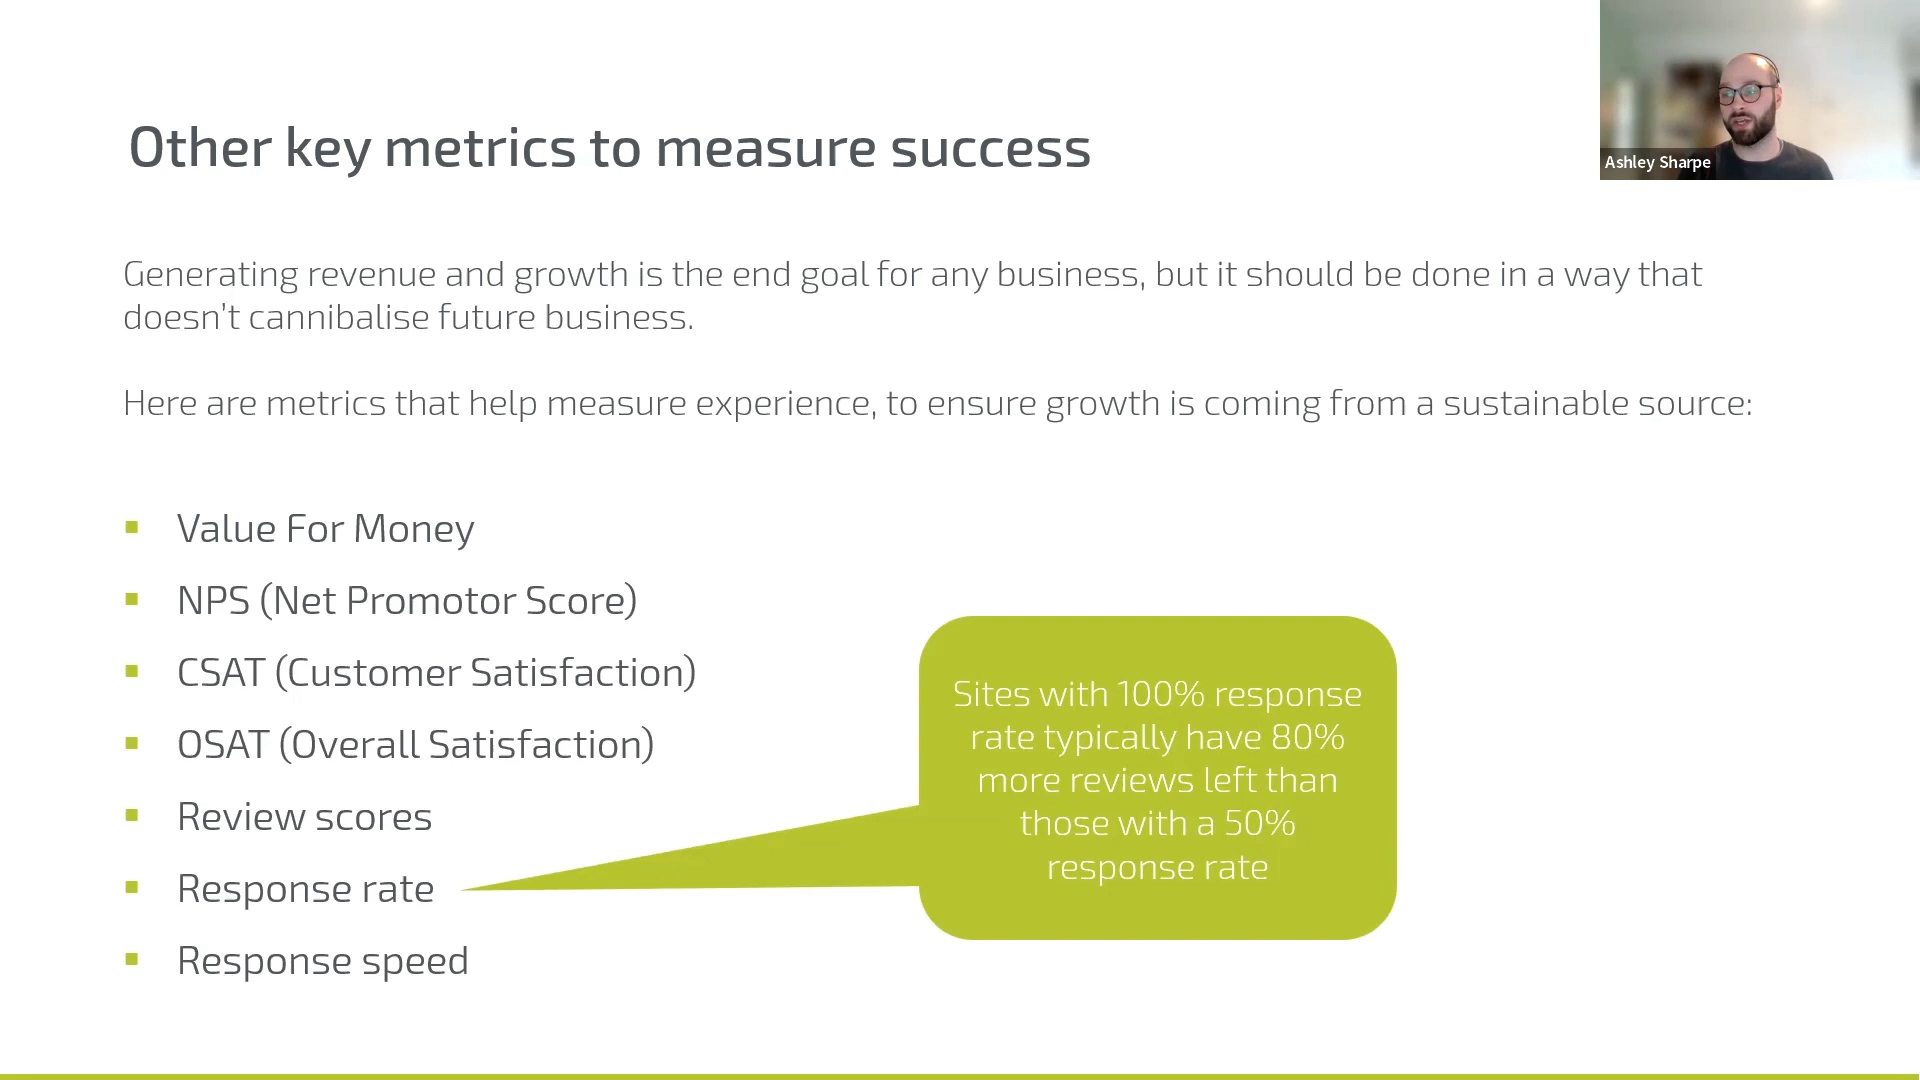 Other key metrics to measure success
Ashley Sharpe
Generating revenue and growth is the end goal for any business, but it should be done in a way that
doesn't cannibalise future business.
Here are metrics that help measure experience, to ensure growth is coming from a sustainable source:
Value For Money
NPS (Net Promotor Score)
CSAT (Customer Satisfaction)
OSAT (Overall Satisfaction)
Review scores
Response rate
Response speed
Sites with 100% response
rate typically have 80%
more reviews left than
those with a 50%
response rate